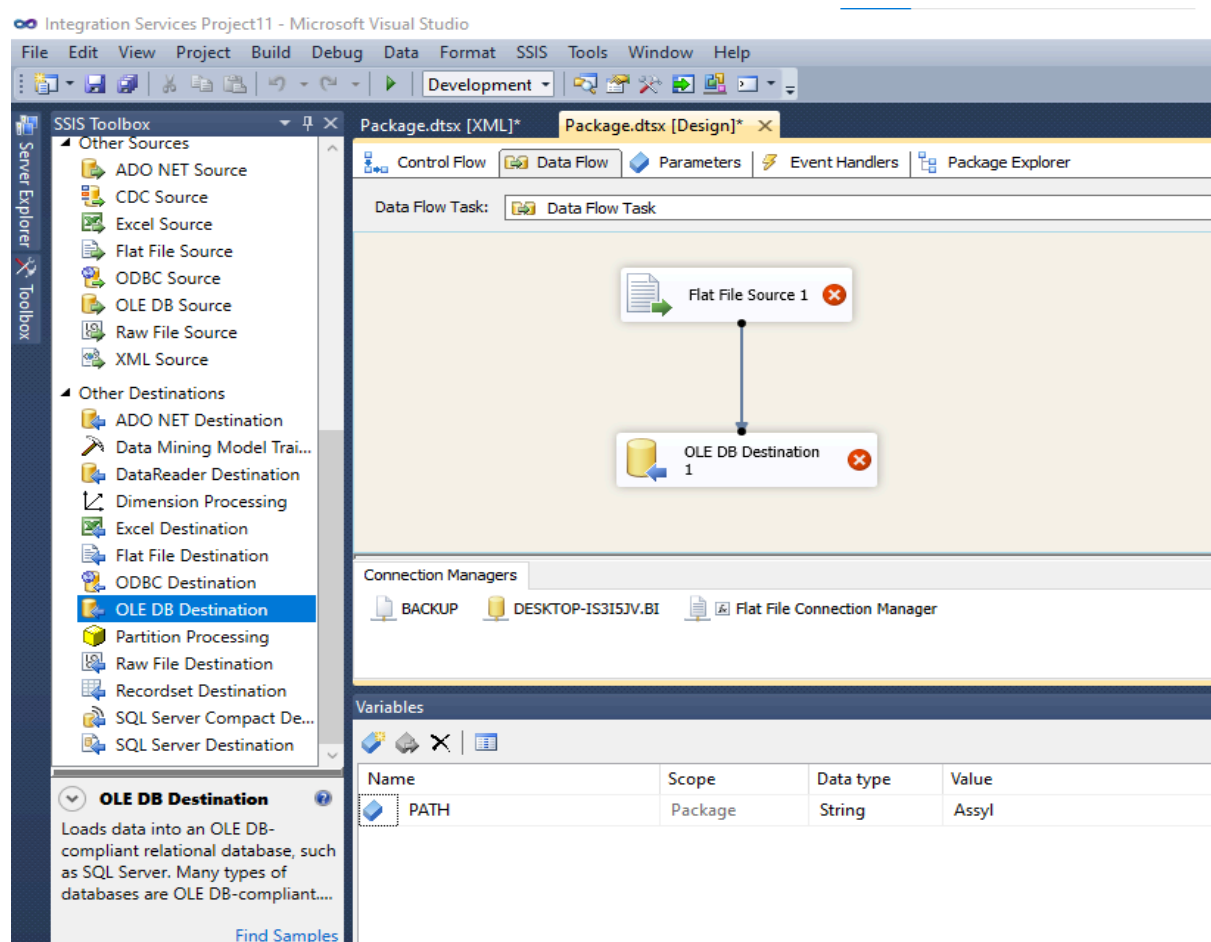 Integration Services Project11 - Microsoft Visual Studio
File Edit View Project Build Debug Data Format SSIS Tools Window Help
Development
Server Explorer
Toolbox
SSIS Toolbox
Other Sources
ADO NET Source
CDC Source
Excel Source
Flat File Source
ODBC Source
OLE DB Source
Raw File Source
XML Source
Other Destinations
ADO NET Destination
Data Mining Model Trai...
DataReader Destination
Dimension Processing
Excel Destination
Flat File Destination
ODBC Destination
OLE DB Destination
Partition Processing
Raw File Destination
Recordset Destination
SQL Server Compact De...
SQL Server Destination
OLE DB Destination
Loads data into an OLE DB-
compliant relational database, such
as SQL Server. Many types of
databases are OLE DB-compliant....
Find Samples
Package.dtsx [XML]* Package.dtsx [Design]*
Control Flow Data Flow Parameters Event Handlers Package Explorer
Data Flow Task: Data Flow Task
Flat File Source 1
OLE DB Destination
1
Connection Managers
BACKUP DESKTOP-IS3I5JV.BI Flat File Connection Manager
Variables
Name Scope Data type Value
PATH Package String Assyl